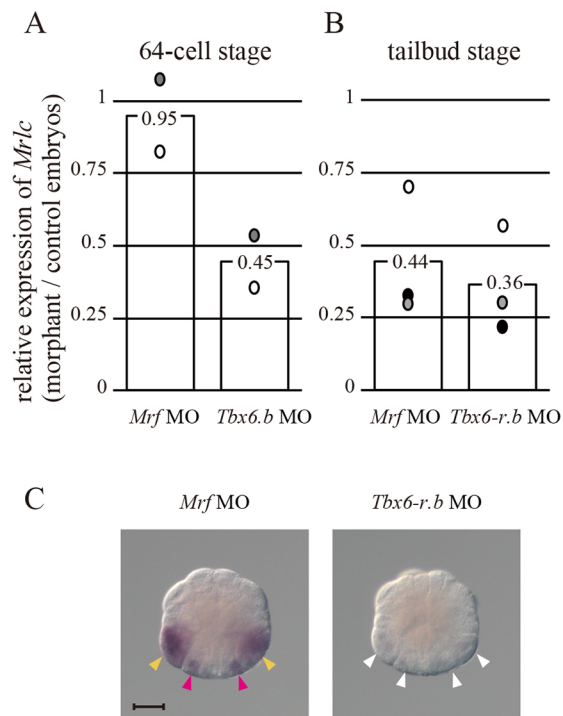 A
B
64-cell stage
tailbud stage
relative expression of Mrlc
(morphant / control embryos)
1
0.95
0.75
0.5
0.45
0.25
0
Mrf MO
Tbx6.b MO
1
0.75
0.5
0.44
0.36
0.25
0
Mrf MO
Tbx6-r.b MO
C
Mrf MO
Tbx6-r.b MO